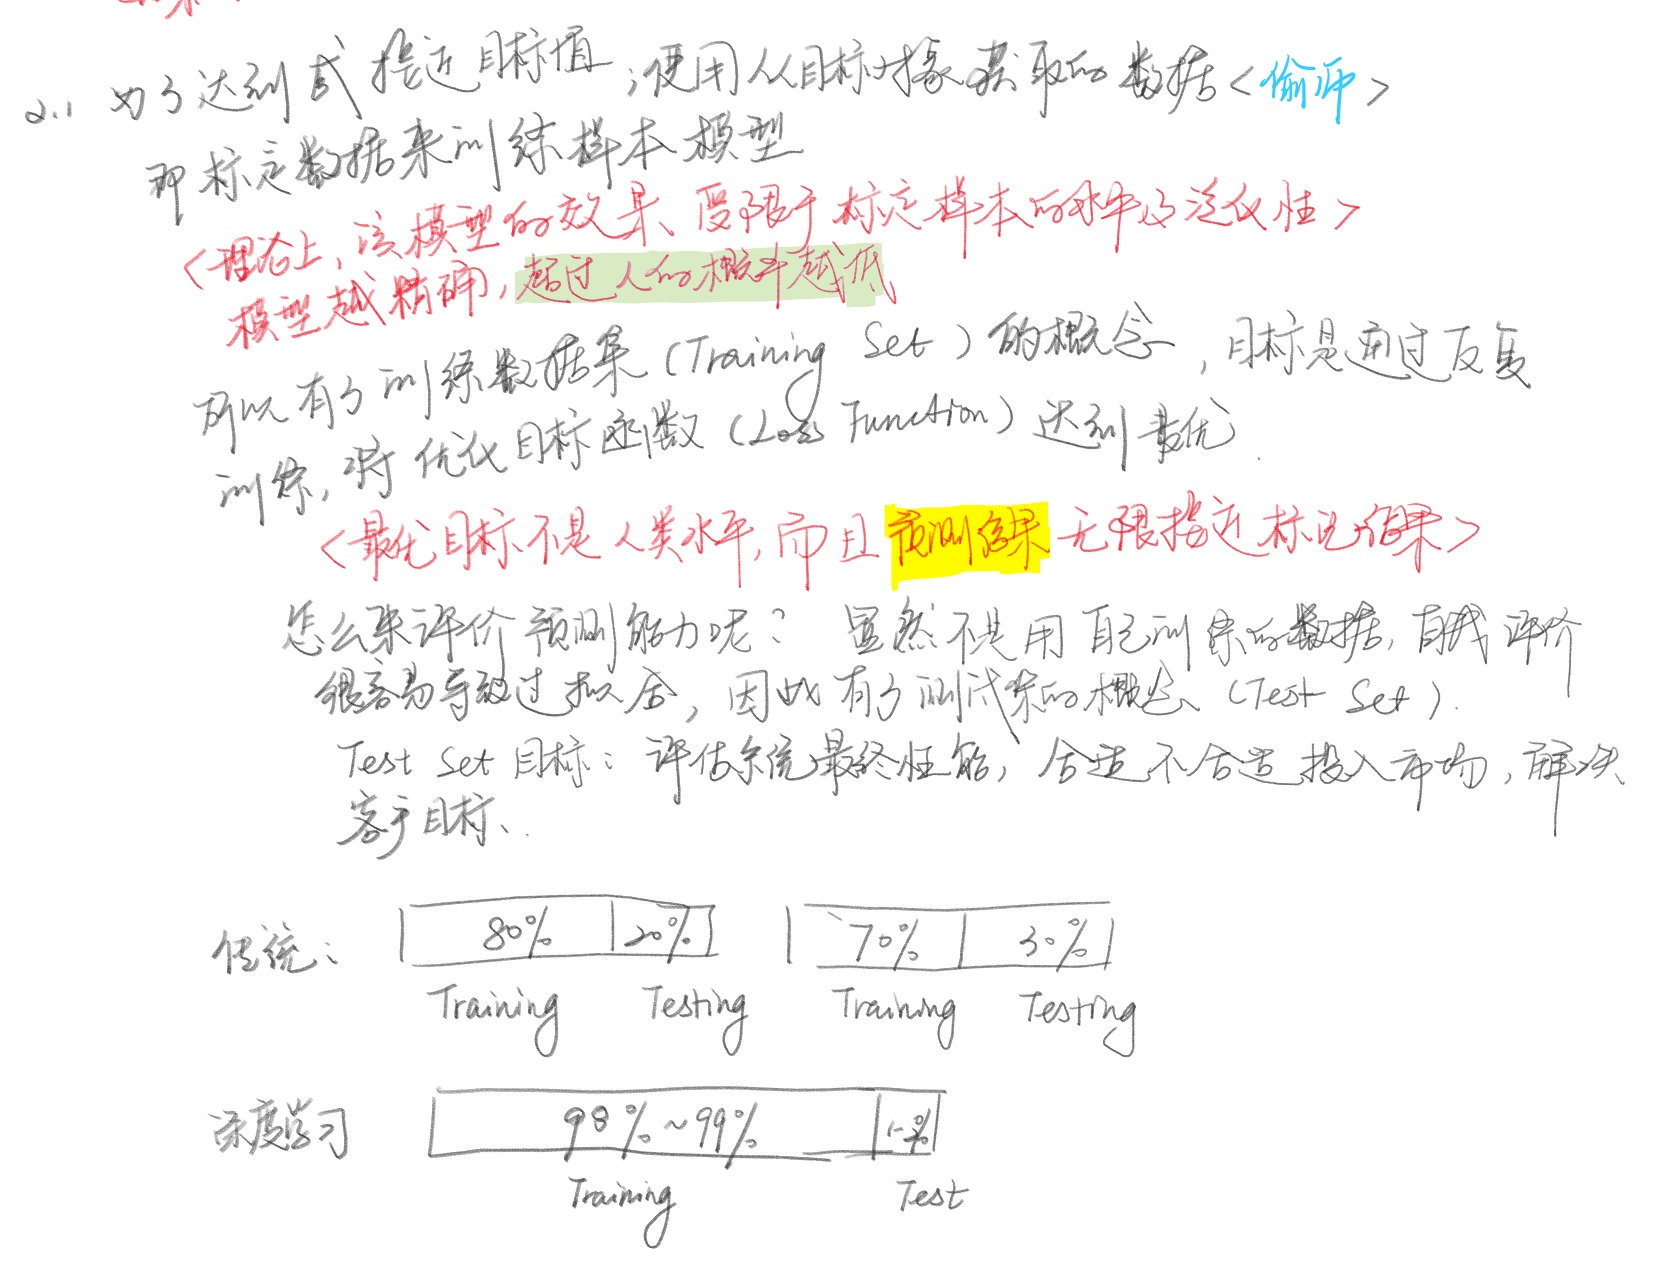 2.1 为了达到或接近目标值,使用从目标对象获取的数据<偷师>
即标定数据来训练样本模型
<理论上,该模型的效果、受限于标定样本的水平及泛化性>
模型越精确,超过人的概率越低
所以有了训练数据集(Training Set)的概念,目标是通过反复
训练,将优化目标函数(Loss Function)达到最优.
<最优目标不是人类水平,而且预测结果无限接近标记结果>
怎么来评价预测能力呢? 显然不是用自己训练的数据,自我评价
很容易导致过拟合,因此有了测试集的概念(Test Set).
Test Set目标:评估系统最终性能,合适不合适投入市场,解决
客户目标、.
传统: 80% 20% 70% 30%
Training Testing Training Testing
深度学习 98%~99% 1-2%
Training Test